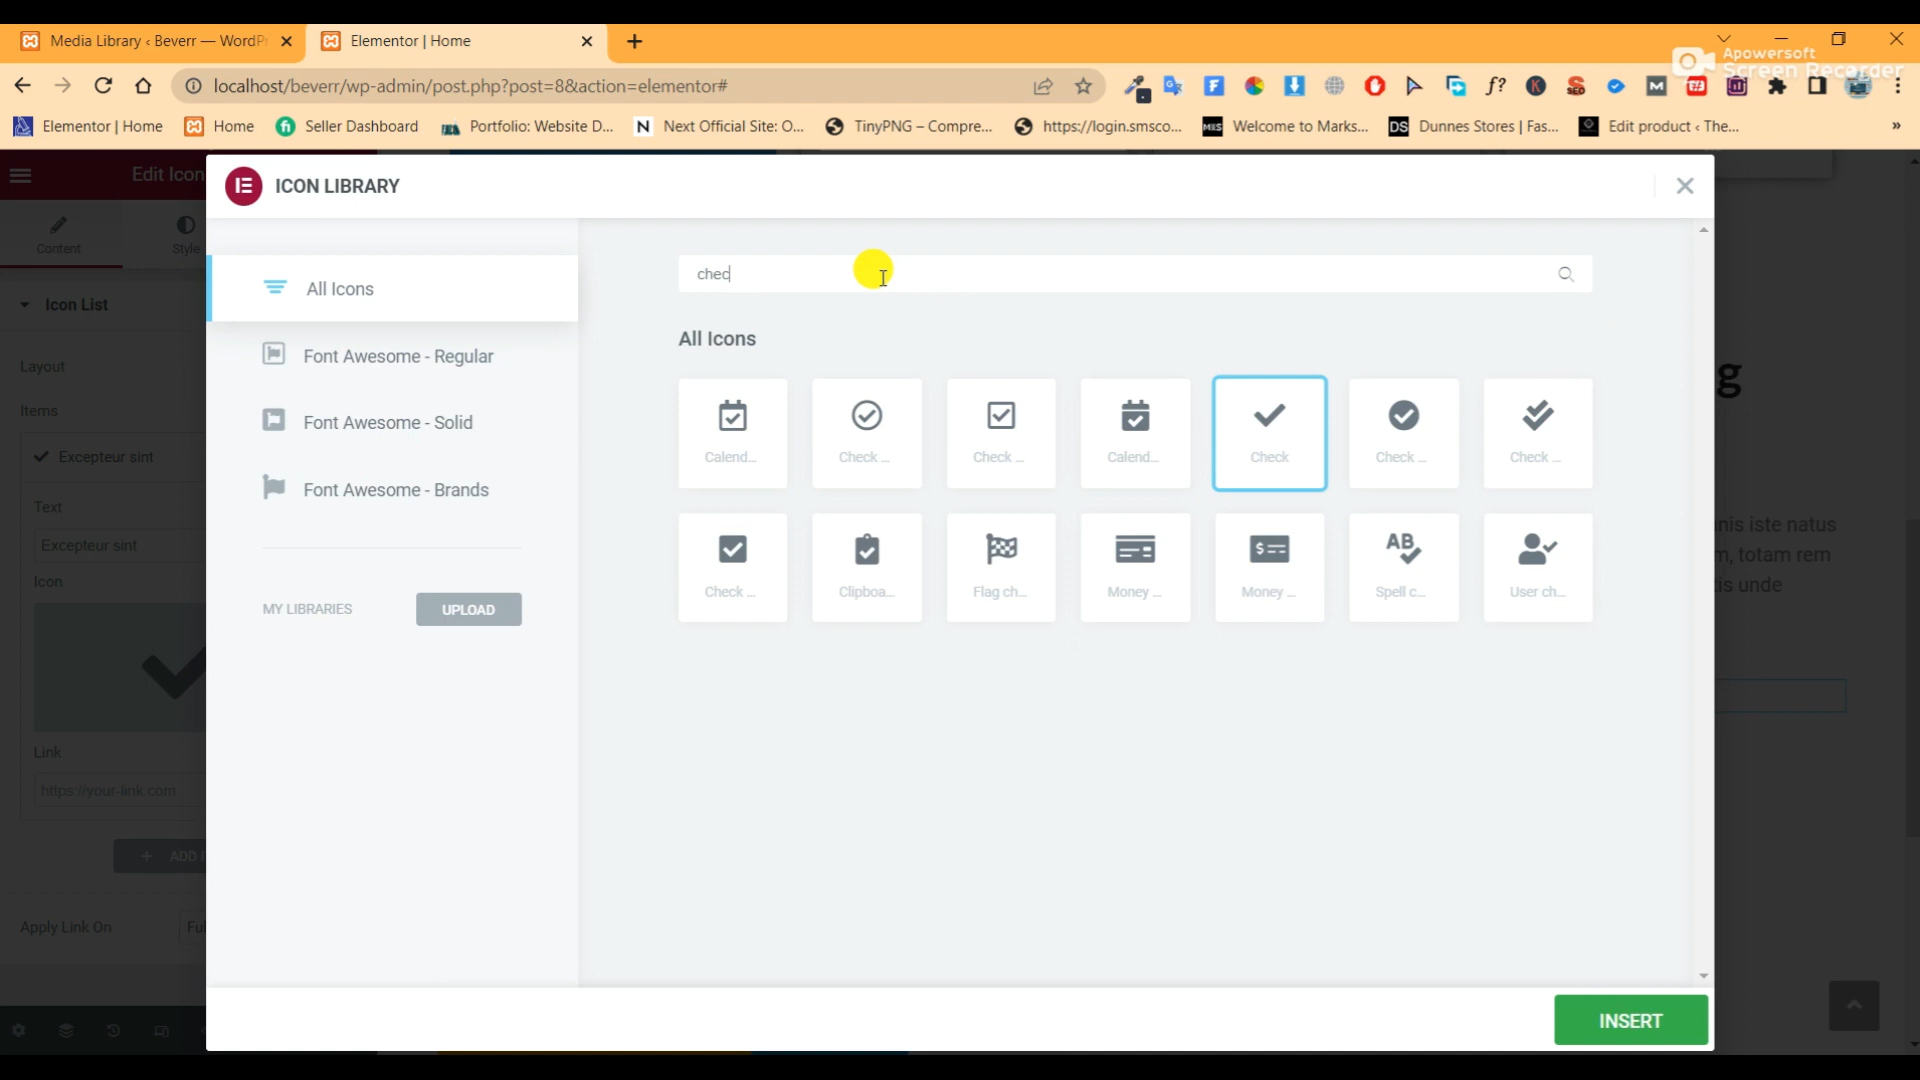 Media Library ‹ Beverr — WordPr
Elementor | Home
Apowersoft
Screen Recorder
localhost/beverr/wp-admin/post.php?post=8&action=elementor#
Elementor | Home
Home
Seller Dashboard
Portfolio: Website D...
Next Official Site: O...
TinyPNG – Compre...
https://login.smsco...
Welcome to Marks...
Dunnes Stores | Fas...
Edit product ‹ The...
»
Edit Icon
Content
Style
ICON LIBRARY
All Icons
Font Awesome - Regular
Font Awesome - Solid
Font Awesome - Brands
MY LIBRARIES
UPLOAD
chec
All Icons
Calend...
Check ...
Check ...
Calend...
Check
Check ...
Check ...
Check ...
Clipboa...
Flag ch...
Money ...
Money ...
Spell c...
User ch...
INSERT
Icon List
Layout
Items
Excepteur sint
Text
Excepteur sint
Icon
Link
https://your-link.com
ADD I
Apply Link On
Ful
g
nis iste natus
m, totam rem
tis unde